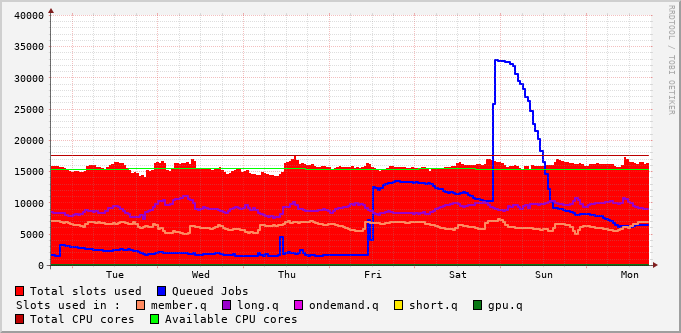 40000
35000
30000
25000
20000
15000
10000
5000
0
Tue Wed Thu Fri Sat Sun Mon
Total slots used Queued Jobs
Slots used in : member.q long.q ondemand.q short.q gpu.q
Total CPU cores Available CPU cores
RRDTOOL / TOBI OETIKER